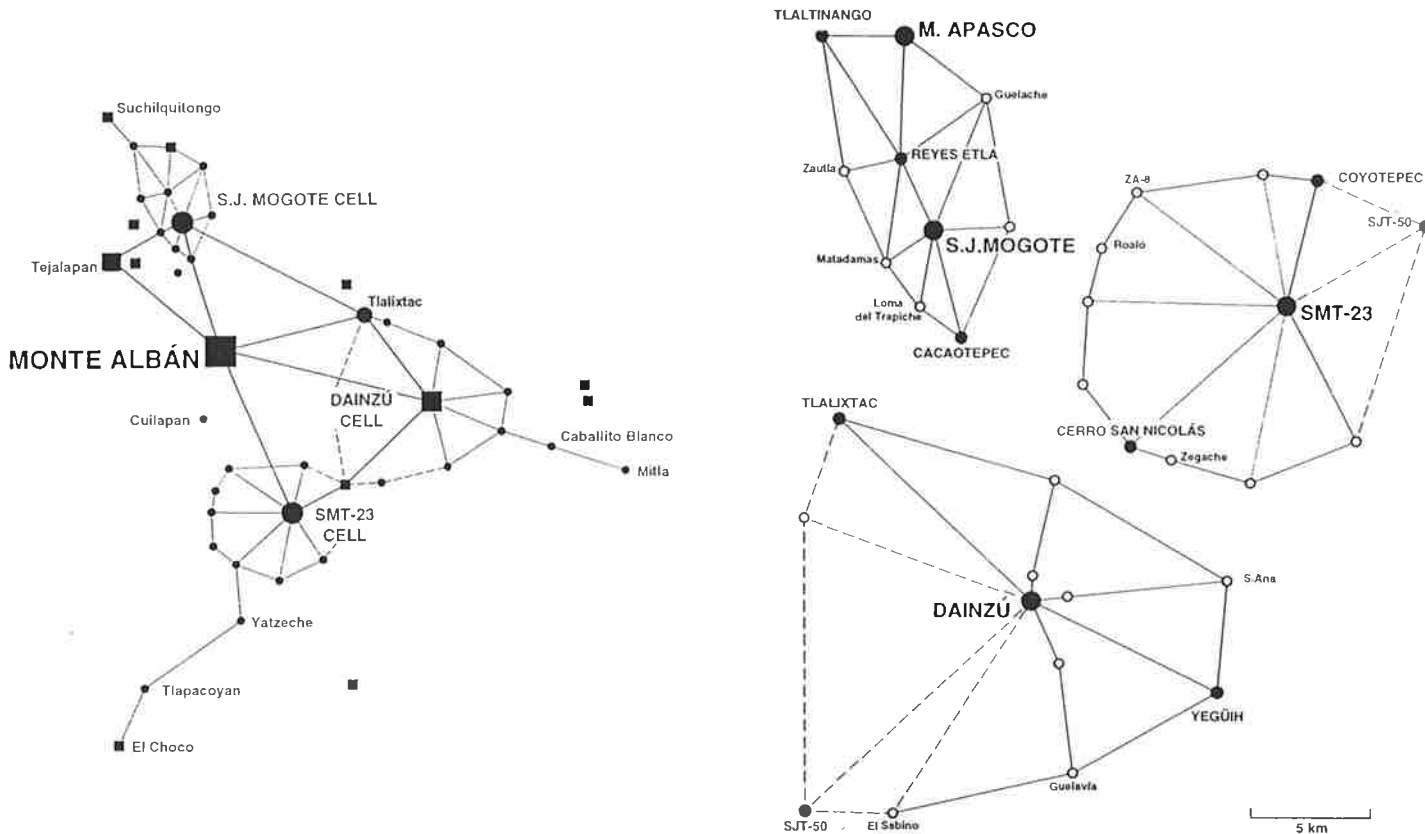 Suchilquitongo
S.J. MOGOTE CELL
Tejalapan
Tlalixtac
MONTE ALBÁN
DAINZÚ
CELL
Cuilapan
Caballito Blanco
Mitla
SMT-23
CELL
Yatzeche
Tlapacoyan
El Choco
TLALTINANGO
M. APASCO
Guelache
REYES ETLA
Zautla
S.J.MOGOTE
Matadamas
Loma
del Trapiche
CACAOTEPEC
ZA-8
COYOTEPEC
SJT-50
Roaló
SMT-23
CERRO SAN NICOLÁS
Zegache
TLALIXTAC
S.Ana
DAINZÚ
YEGÜIH
Guelavía
SJT-50
El Sabino
5 km